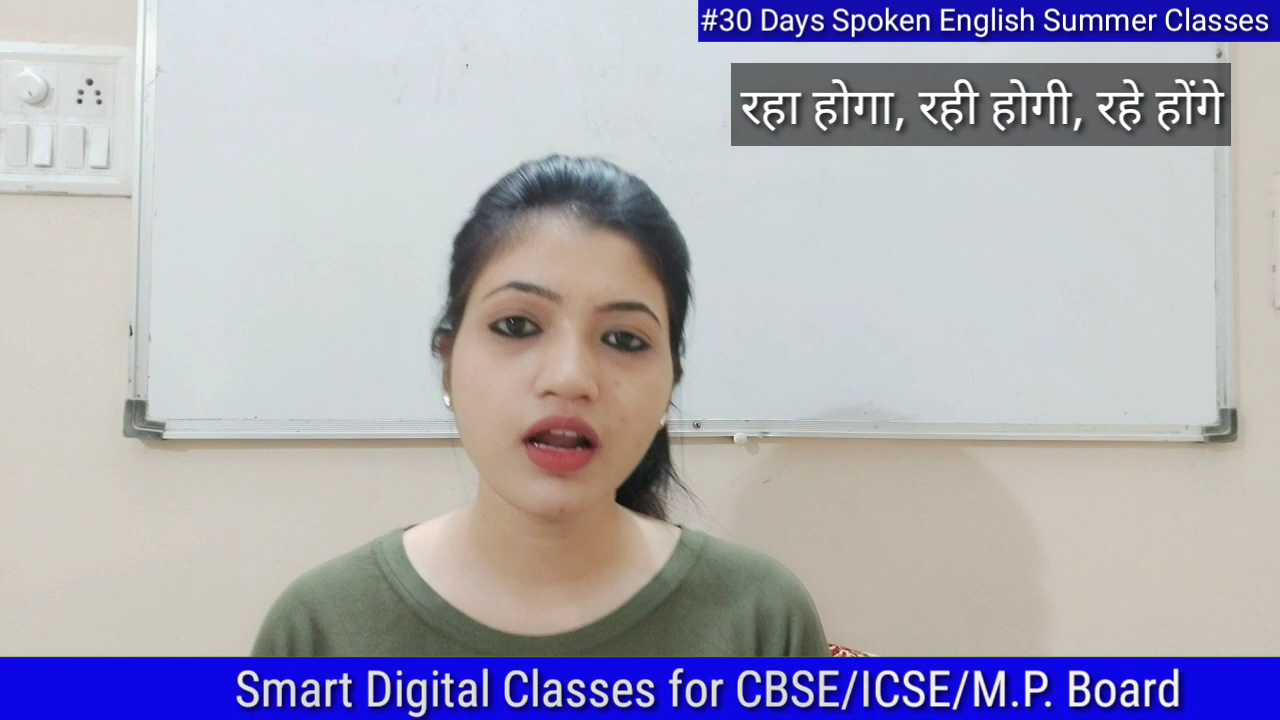 #30 Days Spoken English Summer Classes
रहा होगा, रही होगी, रहे होंगे
Smart Digital Classes for CBSE/ICSE/M.P. Board